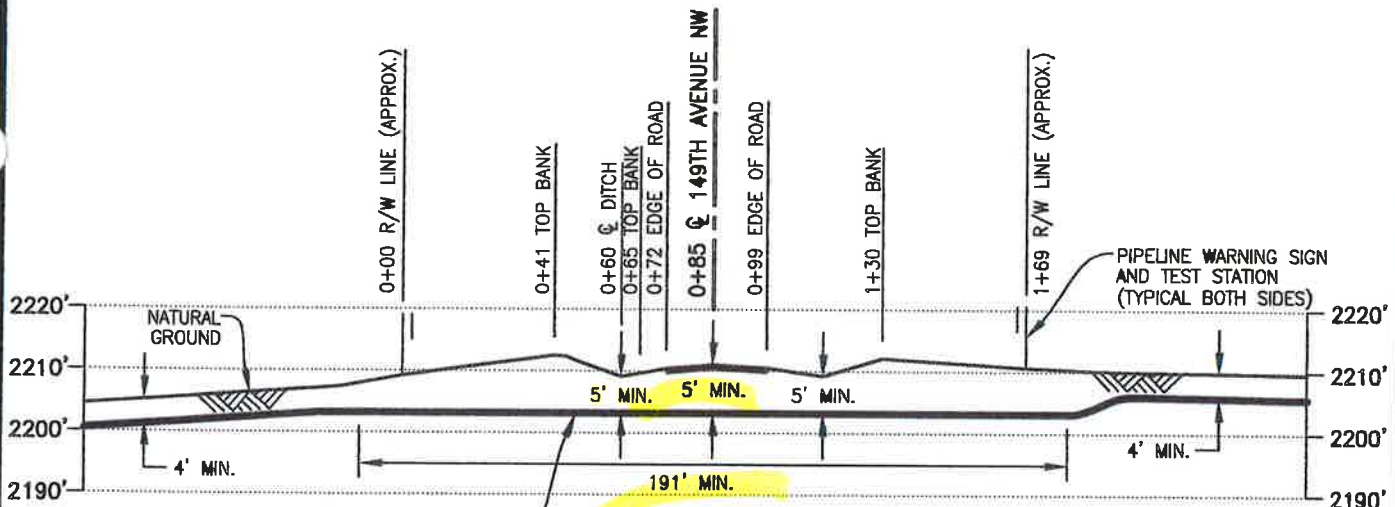 0+00 R/W LINE (APPROX.)
0+41 TOP BANK
0+60 ℄ DITCH
0+65 TOP BANK
0+72 EDGE OF ROAD
0+85 ℄ 149TH AVENUE NW
0+99 EDGE OF ROAD
1+30 TOP BANK
1+69 R/W LINE (APPROX.)
PIPELINE WARNING SIGN
AND TEST STATION
(TYPICAL BOTH SIDES)
2220'
2220'
NATURAL
GROUND
2210'
2210'
5' MIN.
5' MIN.
5' MIN.
2200'
2200'
4' MIN.
4' MIN.
191' MIN.
2190'
2190'